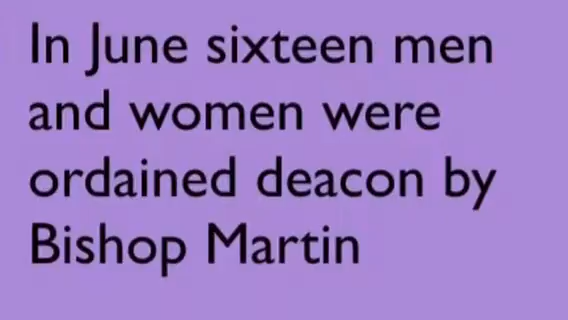 In June sixteen men
and women were
ordained deacon by
Bishop Martin